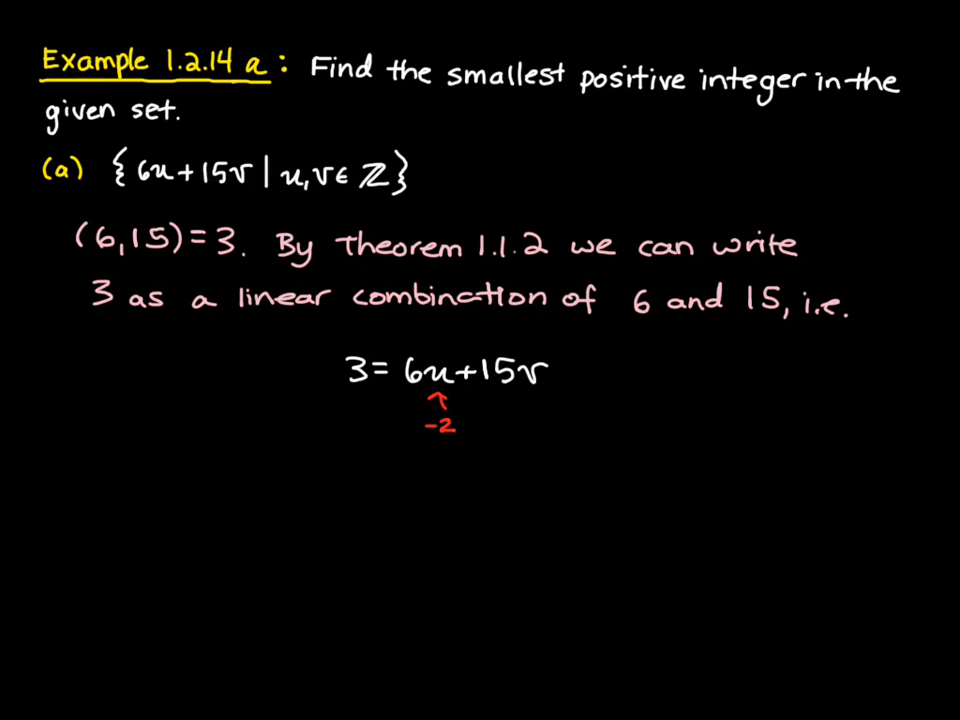 Example 1.2.14 a : Find the smallest positive integer in the
given set.
(a) { 6u + 15v | u, v ∈ ℤ }
(6, 15) = 3. By Theorem 1.1.2 we can write
3 as a linear combination of 6 and 15, i.e.
3 = 6u + 15v
↑
-2